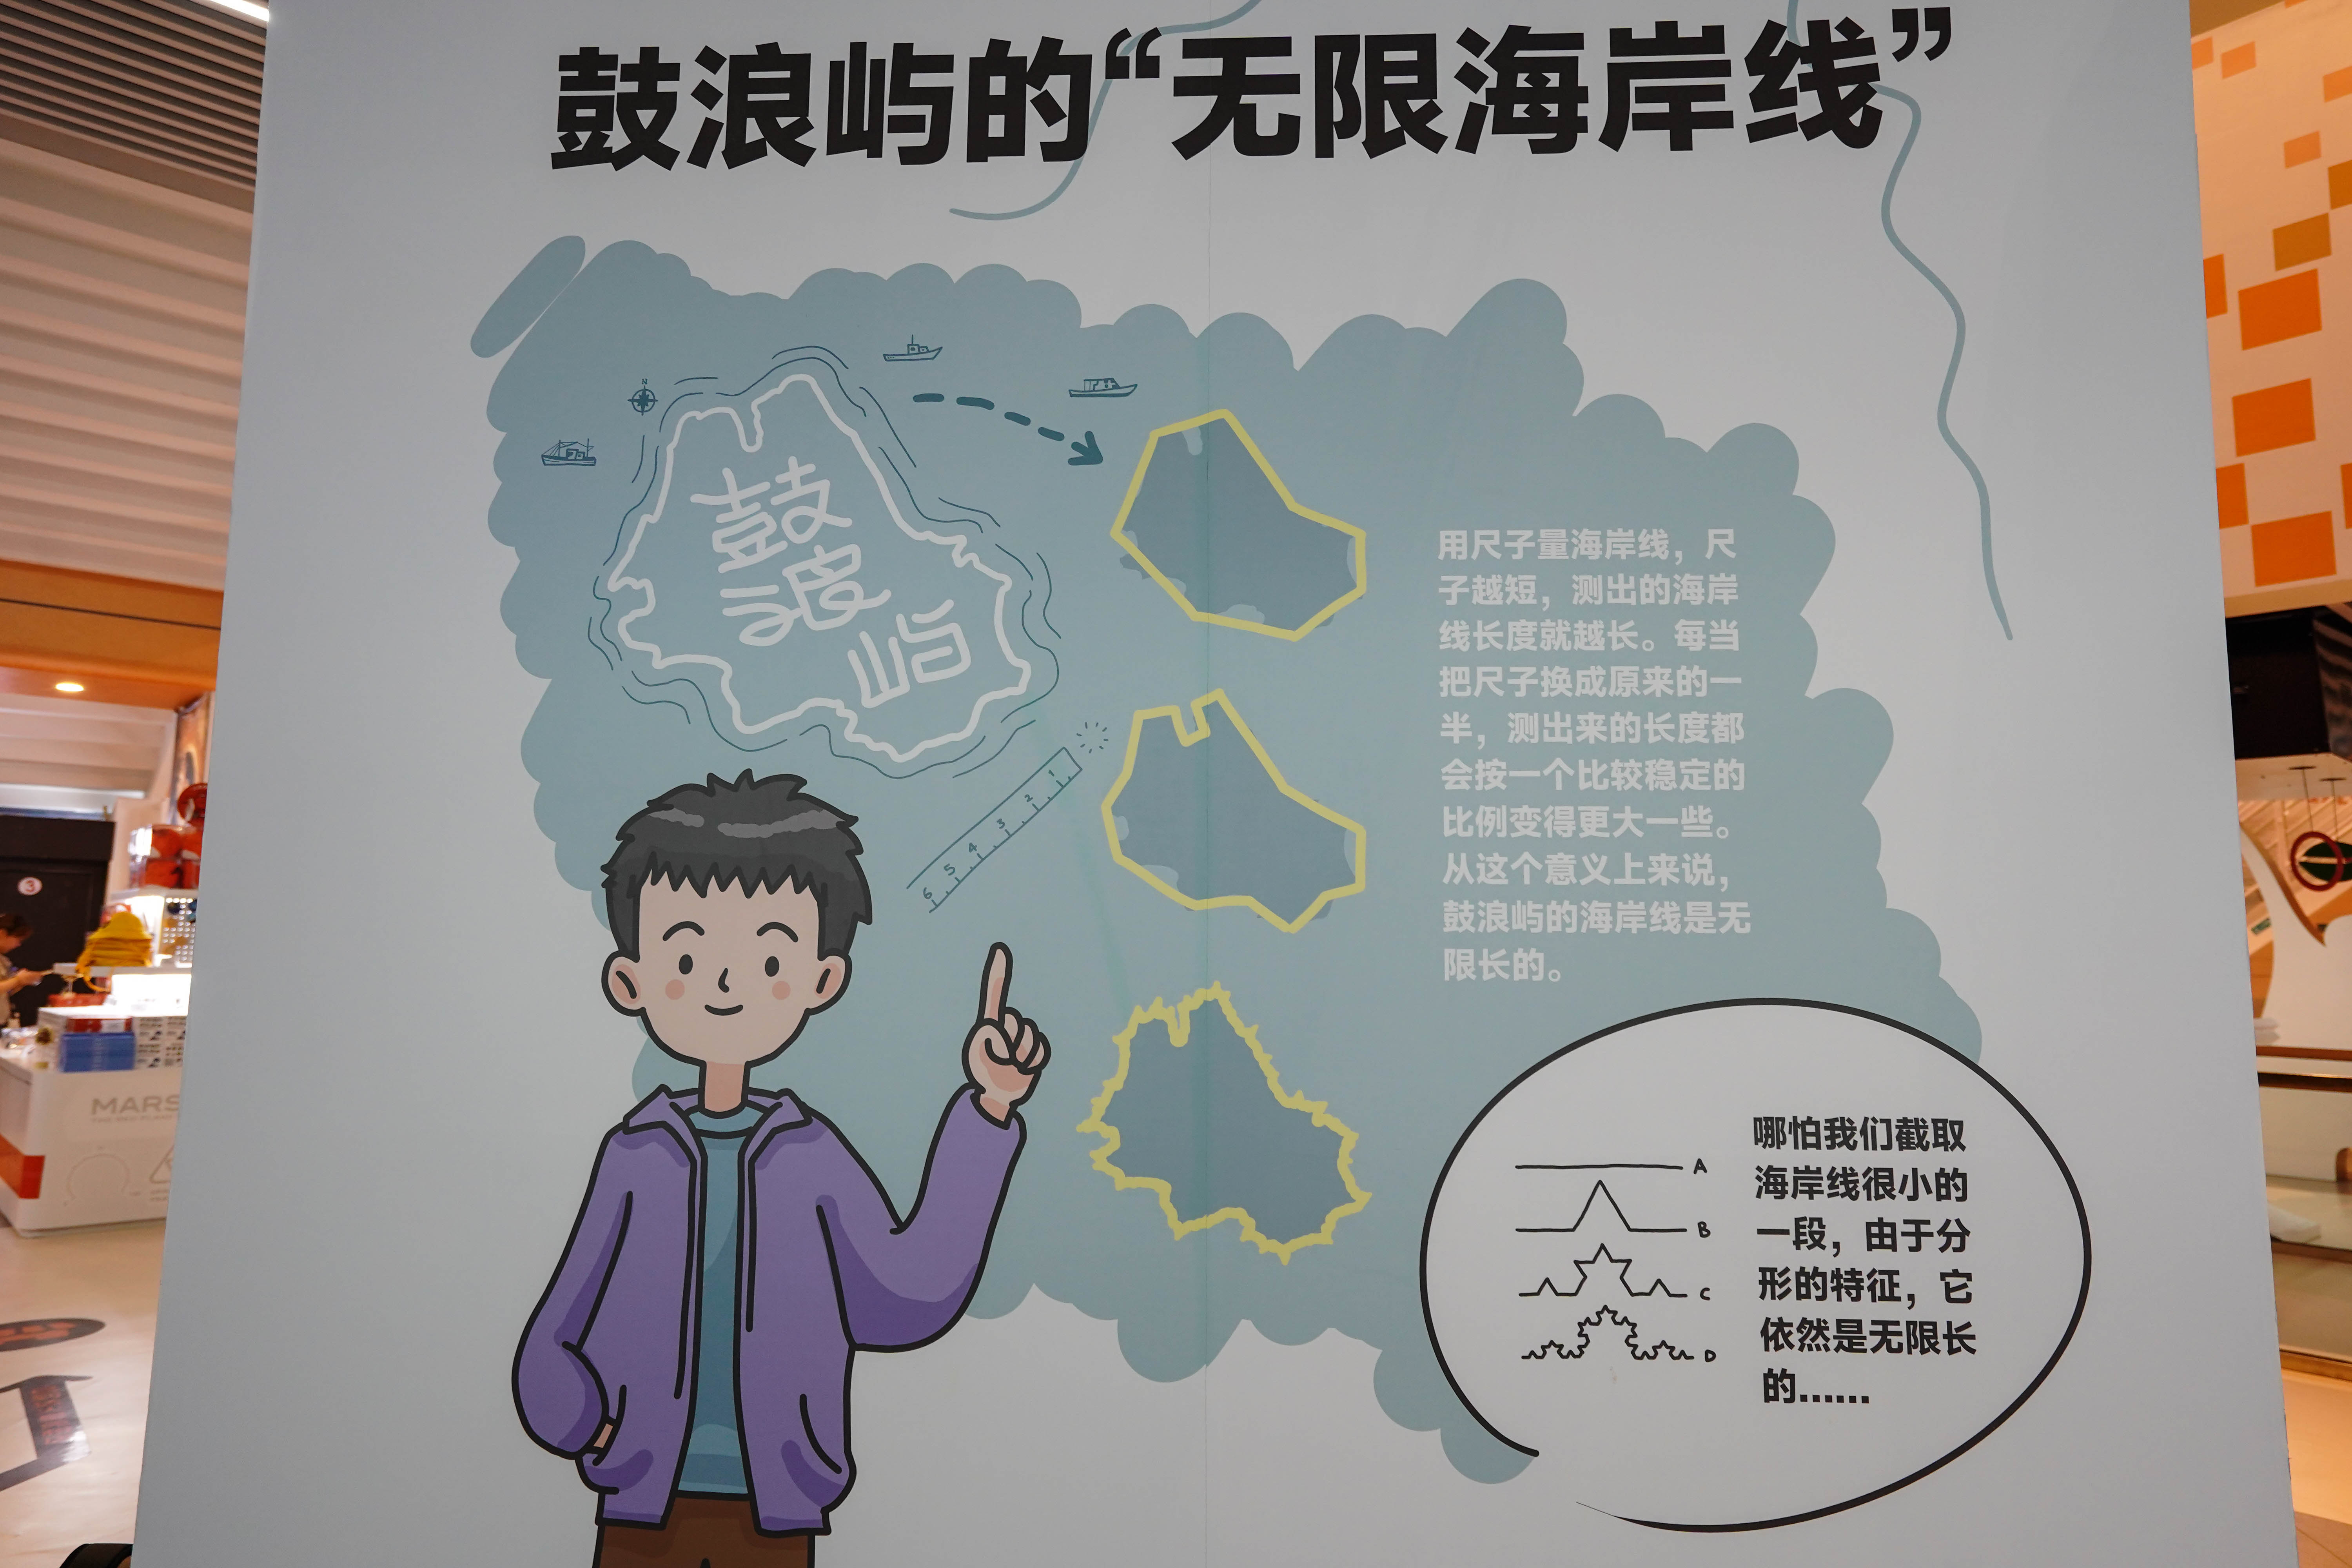 鼓浪屿的“无限海岸线”
N
鼓
浪
屿
1
2
3
4
5
6
用尺子量海岸线，尺
子越短，测出的海岸
线长度就越长。每当
把尺子换成原来的一
半，测出来的长度都
会按一个比较稳定的
比例变得更大一些。
从这个意义上来说，
鼓浪屿的海岸线是无
限长的。
A
B
C
D
哪怕我们截取
海岸线很小的
一段，由于分
形的特征，它
依然是无限长
的……
3
MARS